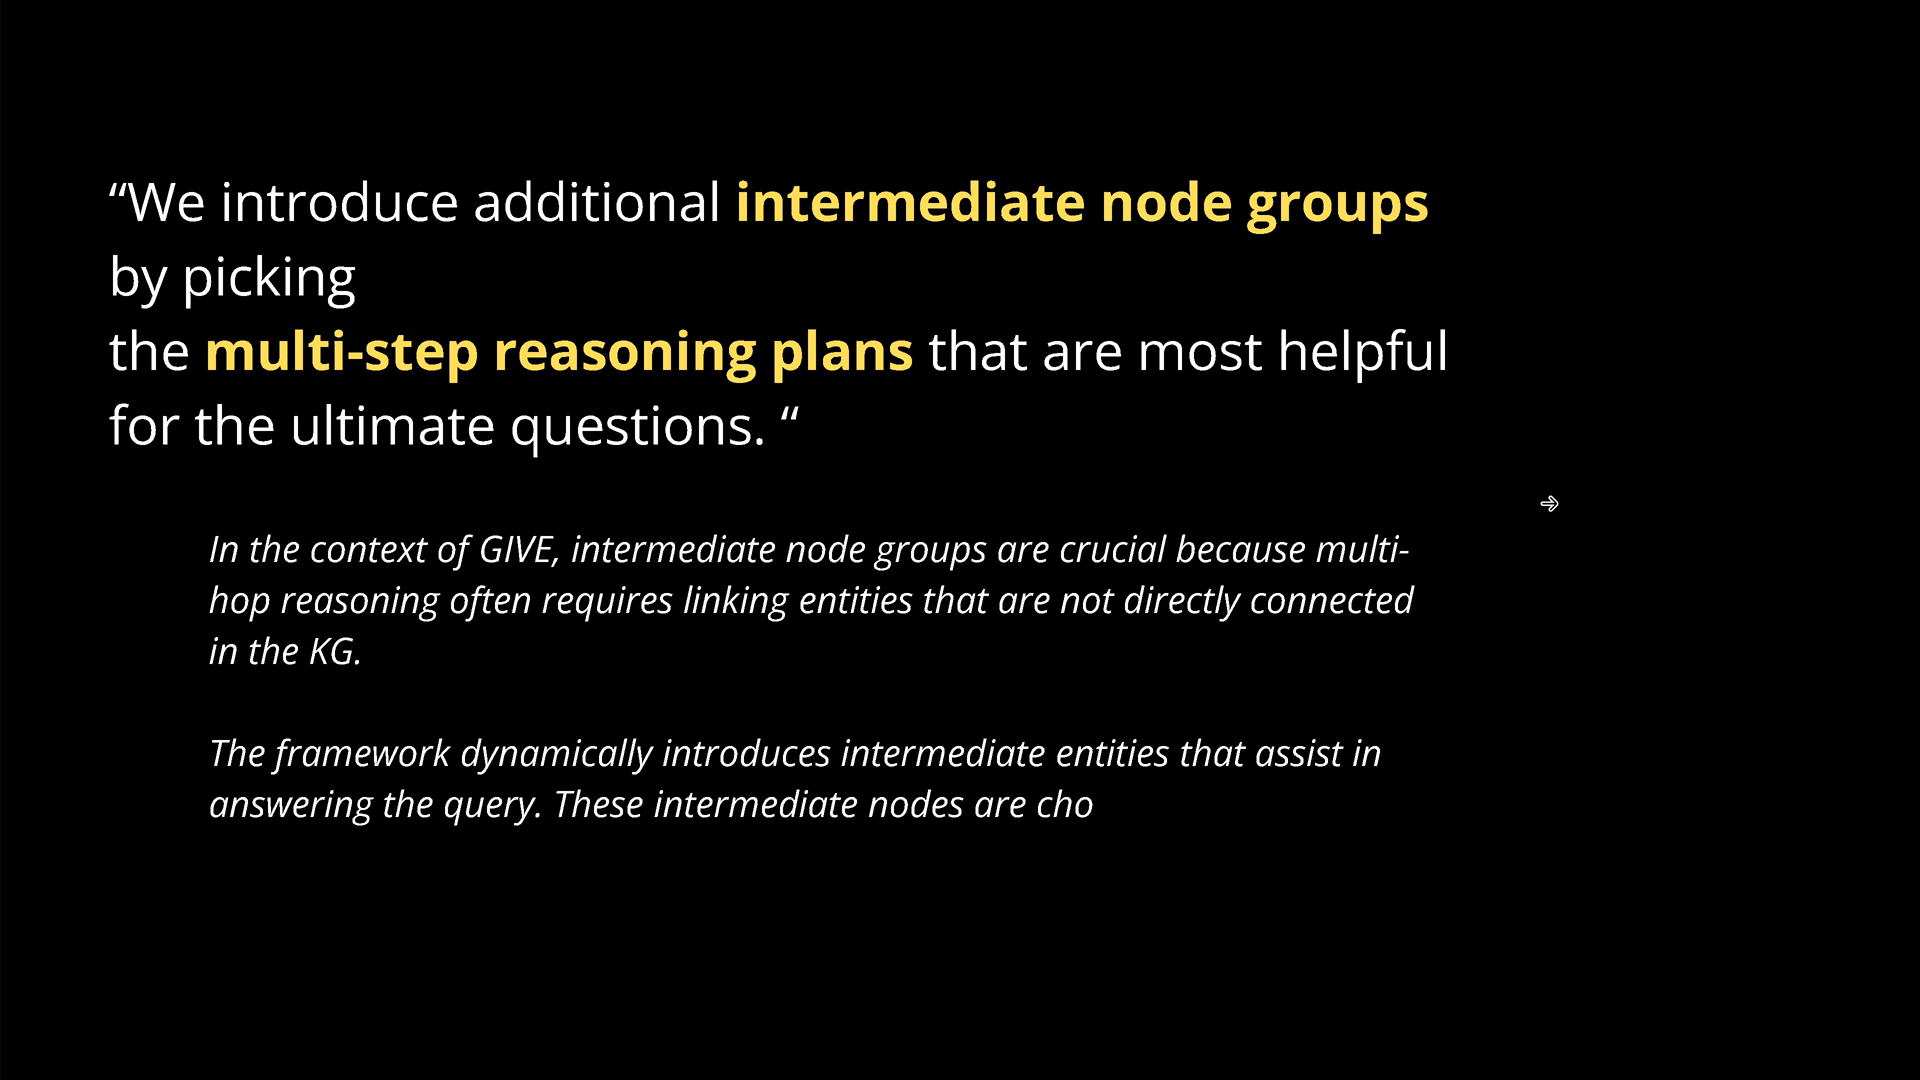 “We introduce additional intermediate node groups
by picking
the multi-step reasoning plans that are most helpful
for the ultimate questions. “
In the context of GIVE, intermediate node groups are crucial because multi-
hop reasoning often requires linking entities that are not directly connected
in the KG.
The framework dynamically introduces intermediate entities that assist in
answering the query. These intermediate nodes are cho